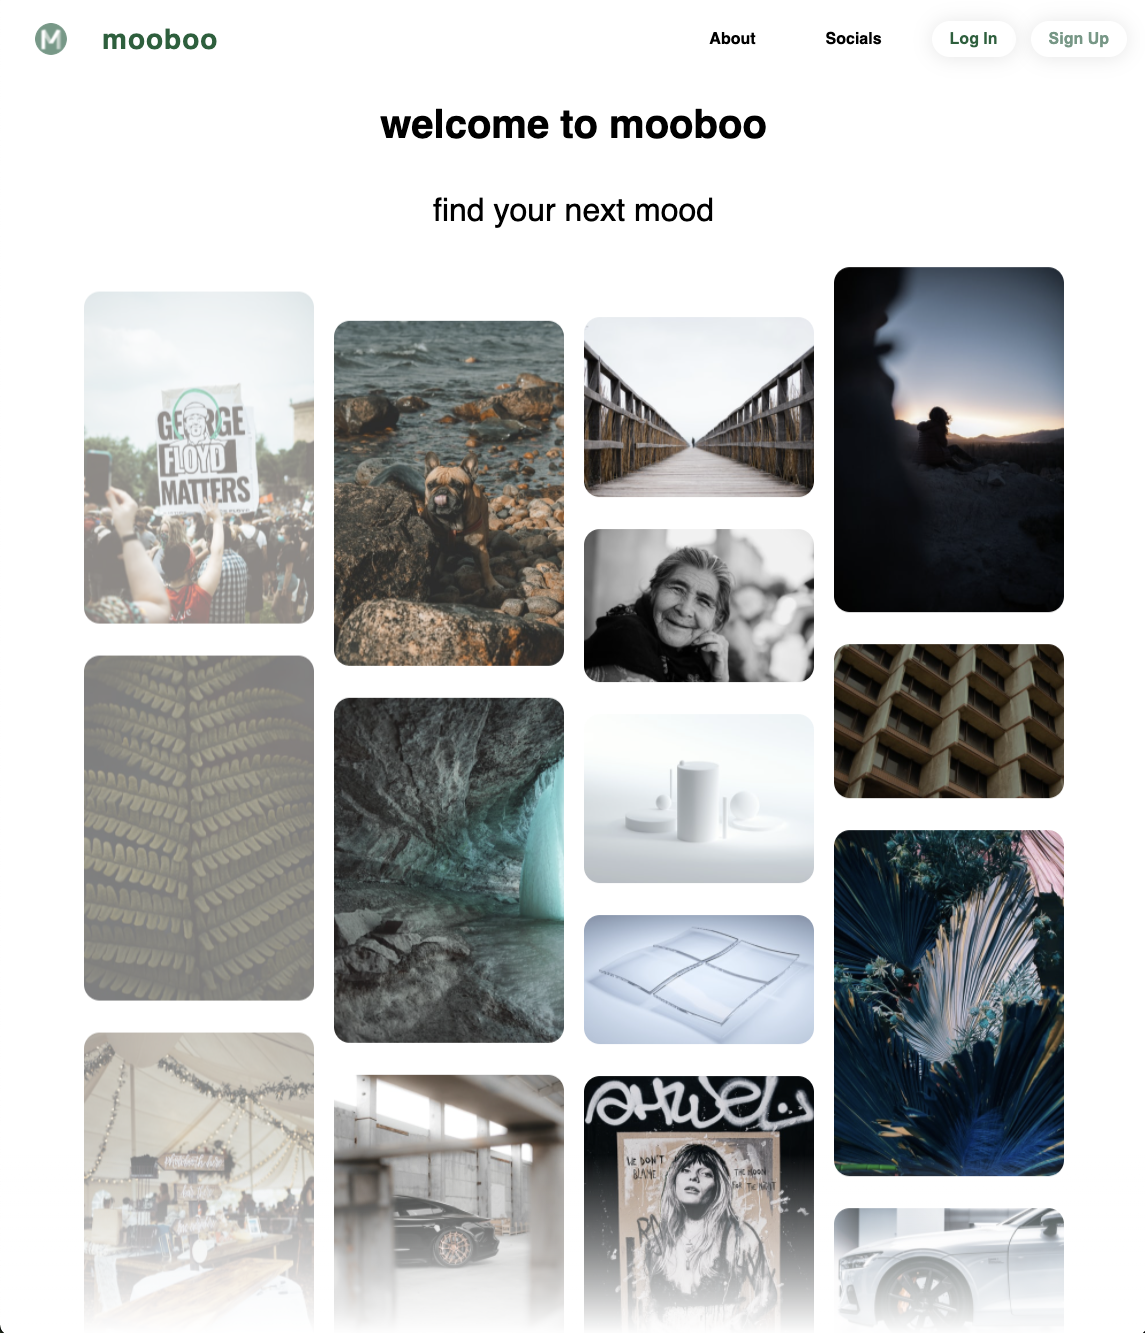 M
mooboo
About
Socials
Log In
Sign Up
welcome to mooboo
find your next mood
GEORGE
FLOYD
MATTERS
WE DON'T
BLAME
THE MOON
FOR THE